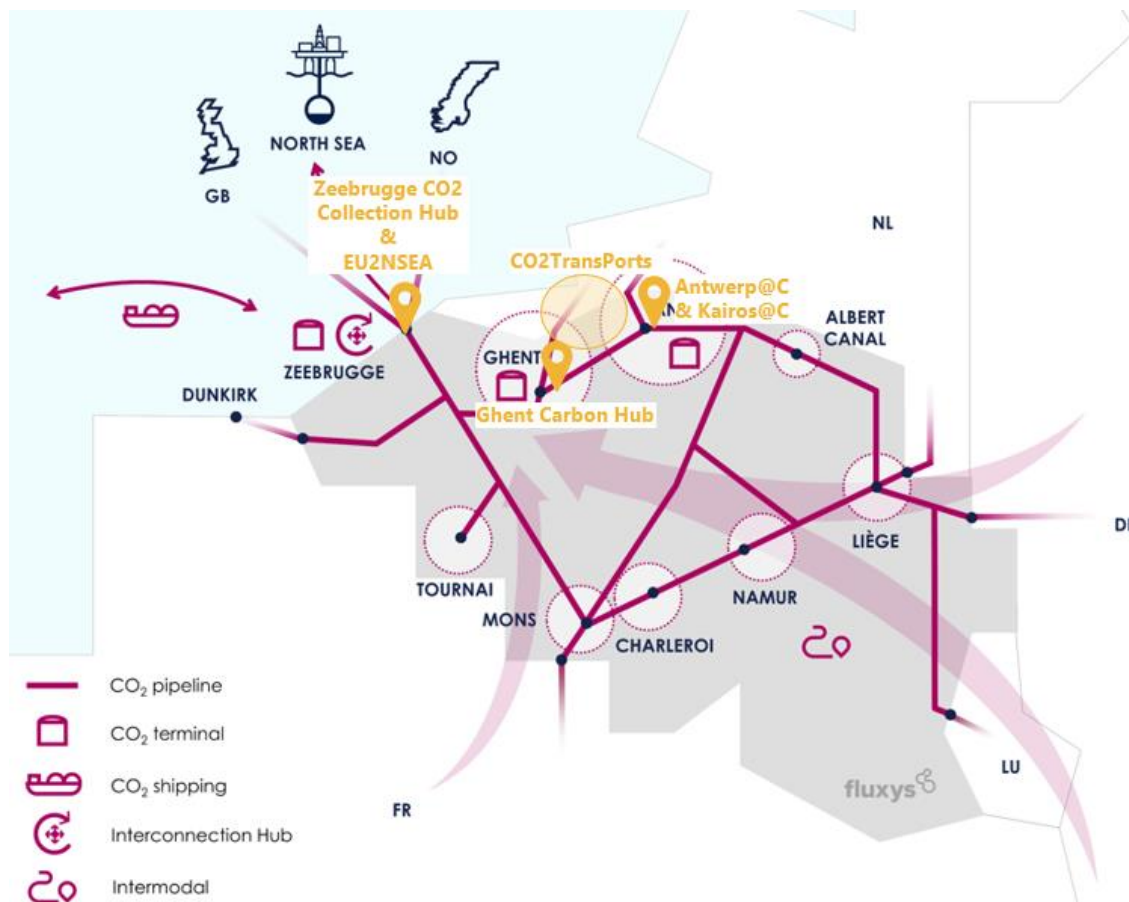 NORTH SEA
GB
NO
Zeebrugge CO2
Collection Hub
&
EU2NSEA
NL
CO2TransPorts
Antwerp@C
& Kairos@C
AN
ALBERT
CANAL
ZEEBRUGGE
GHENT
DUNKIRK
Ghent Carbon Hub
LIÈGE
DE
TOURNAI
MONS
NAMUR
CHARLEROI
CO₂ pipeline
CO₂ terminal
CO₂ shipping
Interconnection Hub
Intermodal
FR
LU
fluxys